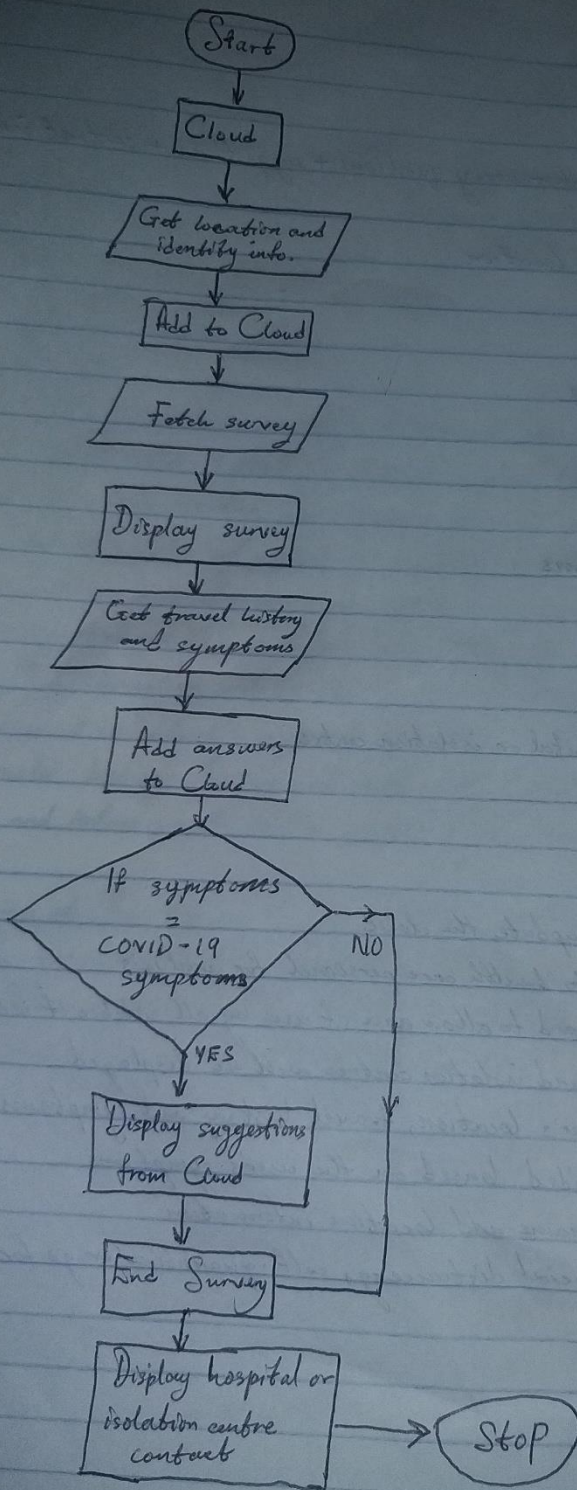 Start
Cloud
Get location and
identity info.
Add to Cloud
Fetch survey
Display survey
Get travel history
and symptoms
Add answers
to Cloud
If symptoms
=
COVID-19
symptoms
NO
YES
Display suggestions
from Cloud
End Survey
Display hospital or
isolation centre
contact
Stop